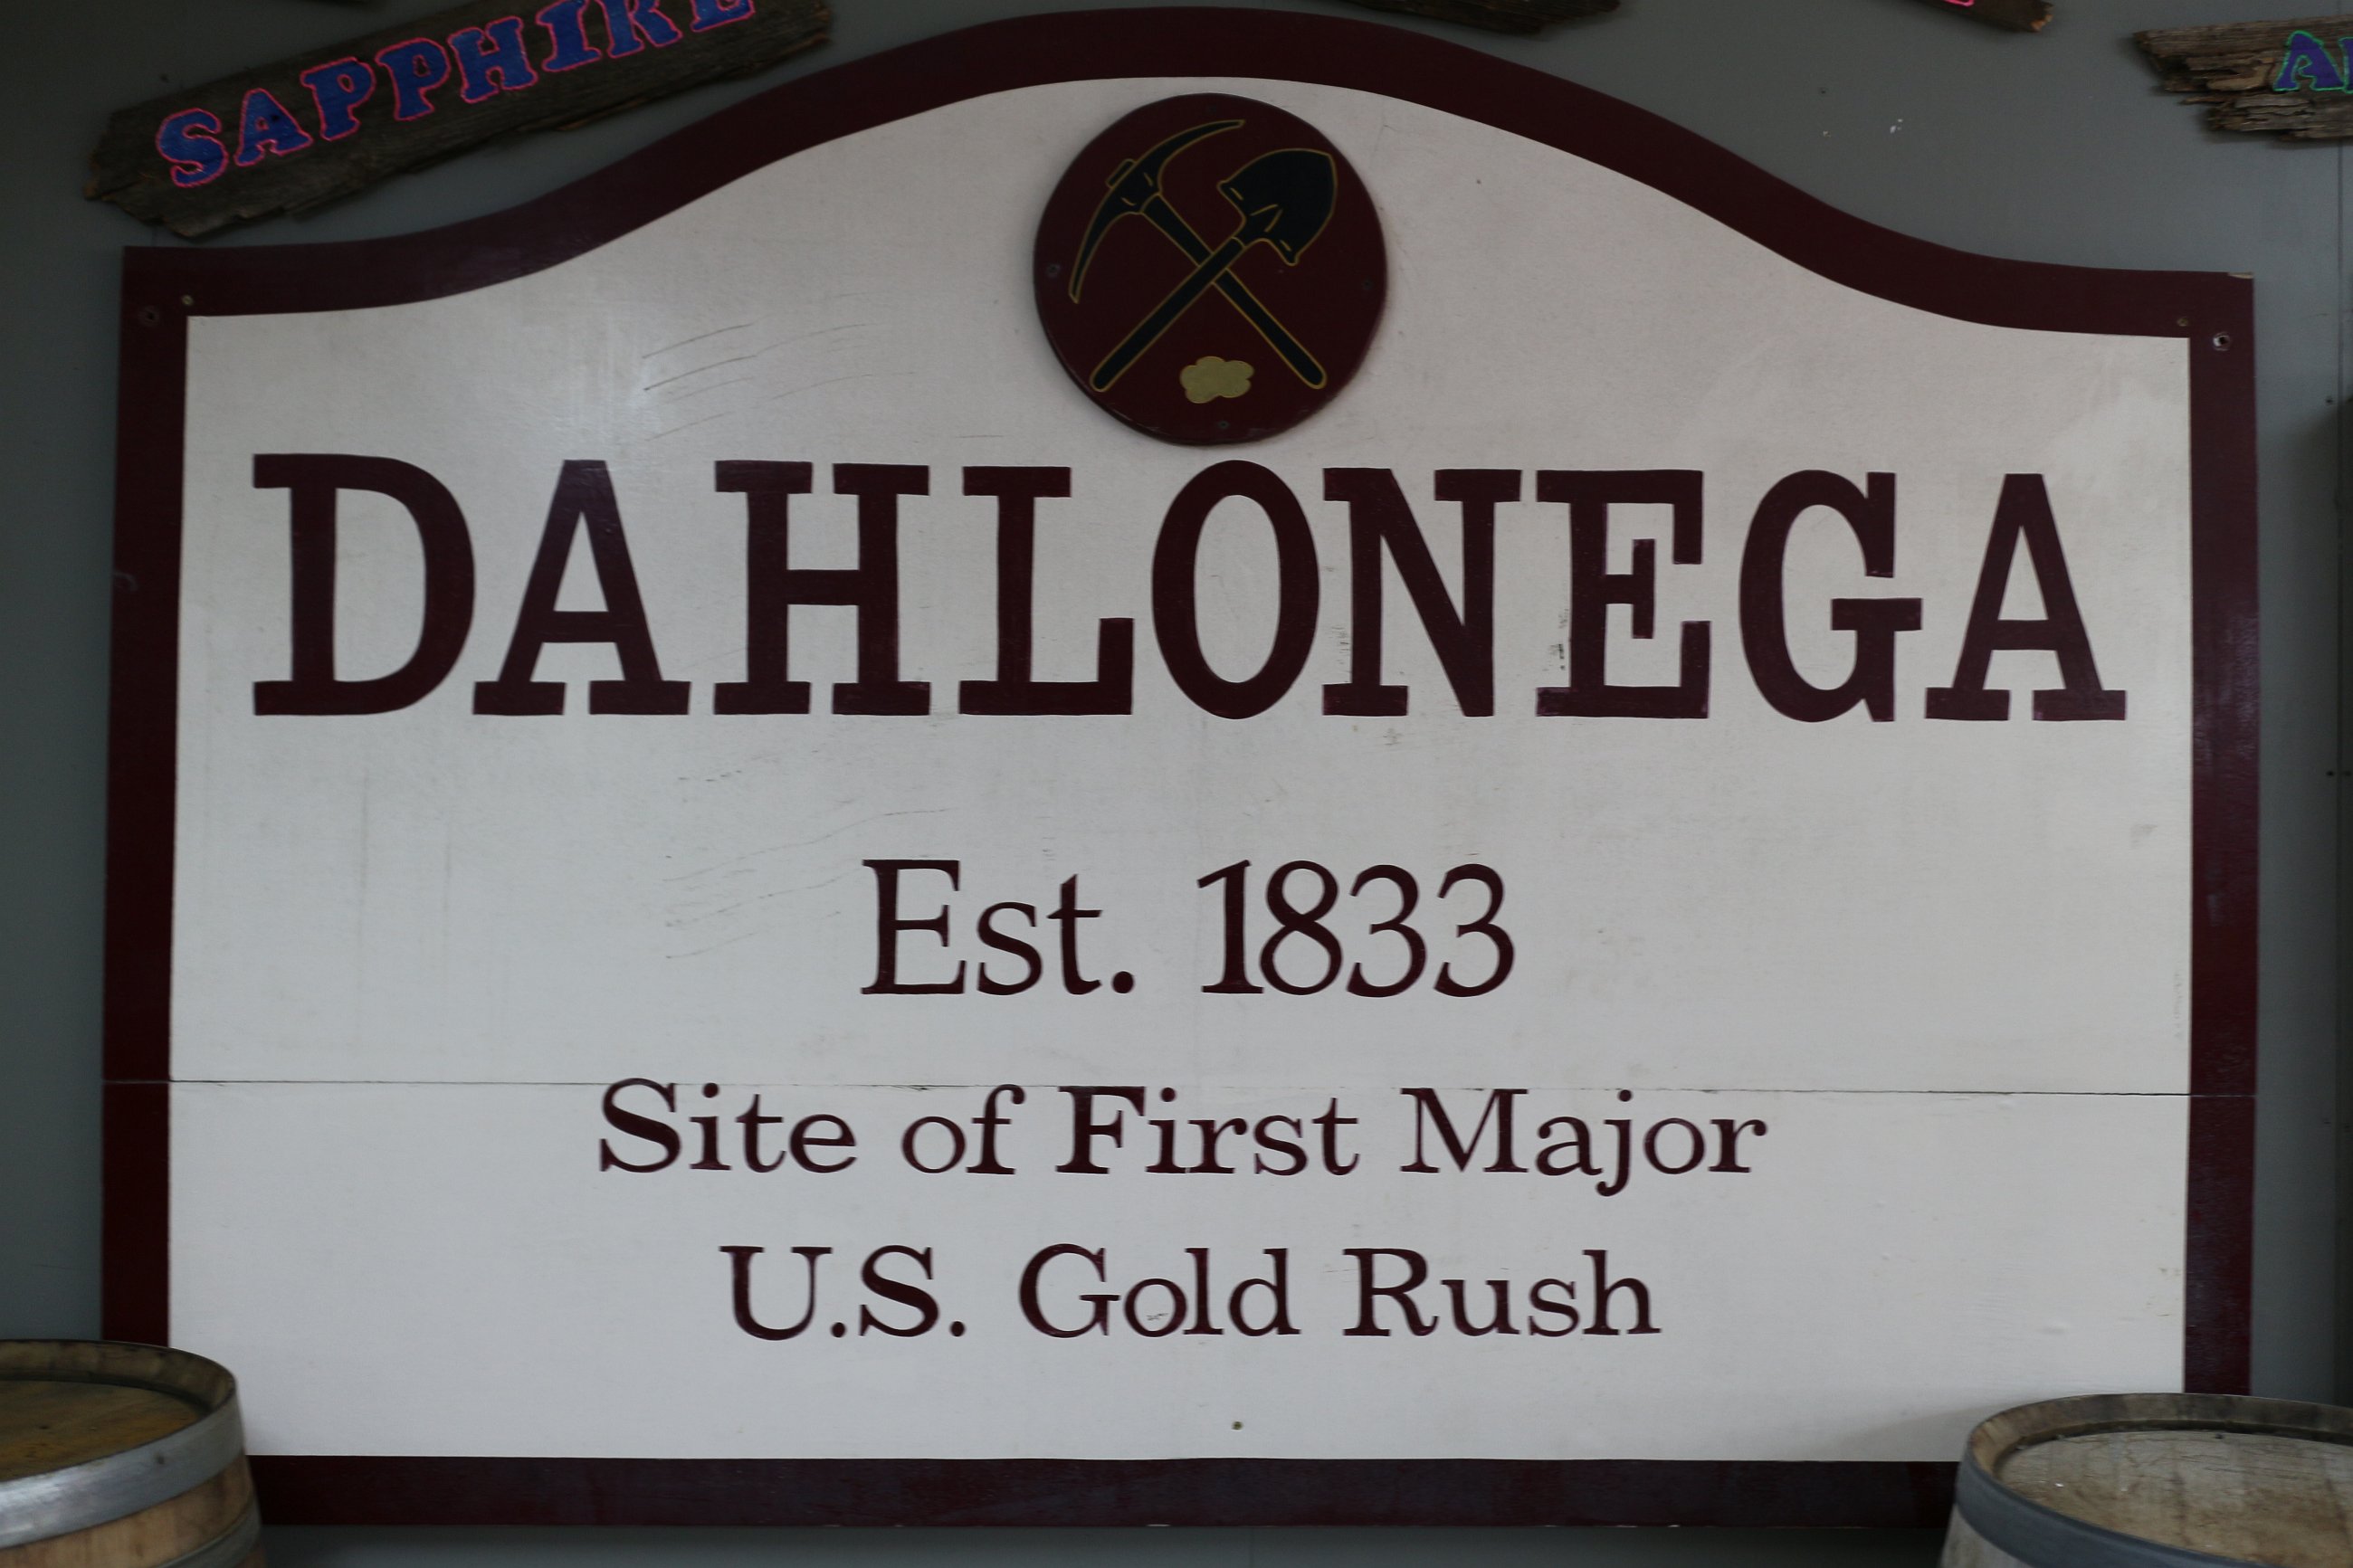 SAPPHIRE
DAHLONEGA
Est. 1833
Site of First Major
U.S. Gold Rush